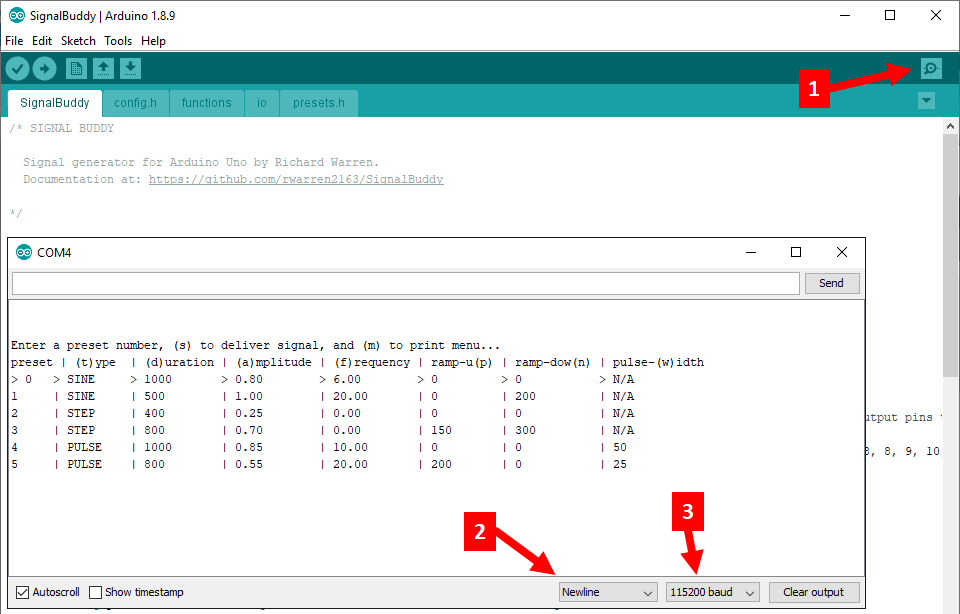 SignalBuddy | Arduino 1.8.9
File Edit Sketch Tools Help
1
SignalBuddy config.h functions io presets.h
/* SIGNAL BUDDY
Signal generator for Arduino Uno by Richard Warren.
Documentation at: https://github.com/rwarren2163/SignalBuddy
*/
COM4
Send
Enter a preset number, (s) to deliver signal, and (m) to print menu...
preset | (t)ype | (d)uration | (a)mplitude | (f)requency | ramp-u(p) | ramp-dow(n) | pulse-(w)idth
> 0 > SINE > 1000 > 0.80 > 6.00 > 0 > 0 > N/A
1 | SINE | 500 | 1.00 | 20.00 | 0 | 200 | N/A
2 | STEP | 400 | 0.25 | 0.00 | 0 | 0 | N/A
3 | STEP | 800 | 0.70 | 0.00 | 150 | 300 | N/A
4 | PULSE | 1000 | 0.85 | 10.00 | 0 | 0 | 50
5 | PULSE | 800 | 0.55 | 20.00 | 200 | 0 | 25
pins
8, 9, 10,
2
3
Autoscroll Show timestamp Newline 115200 baud Clear output